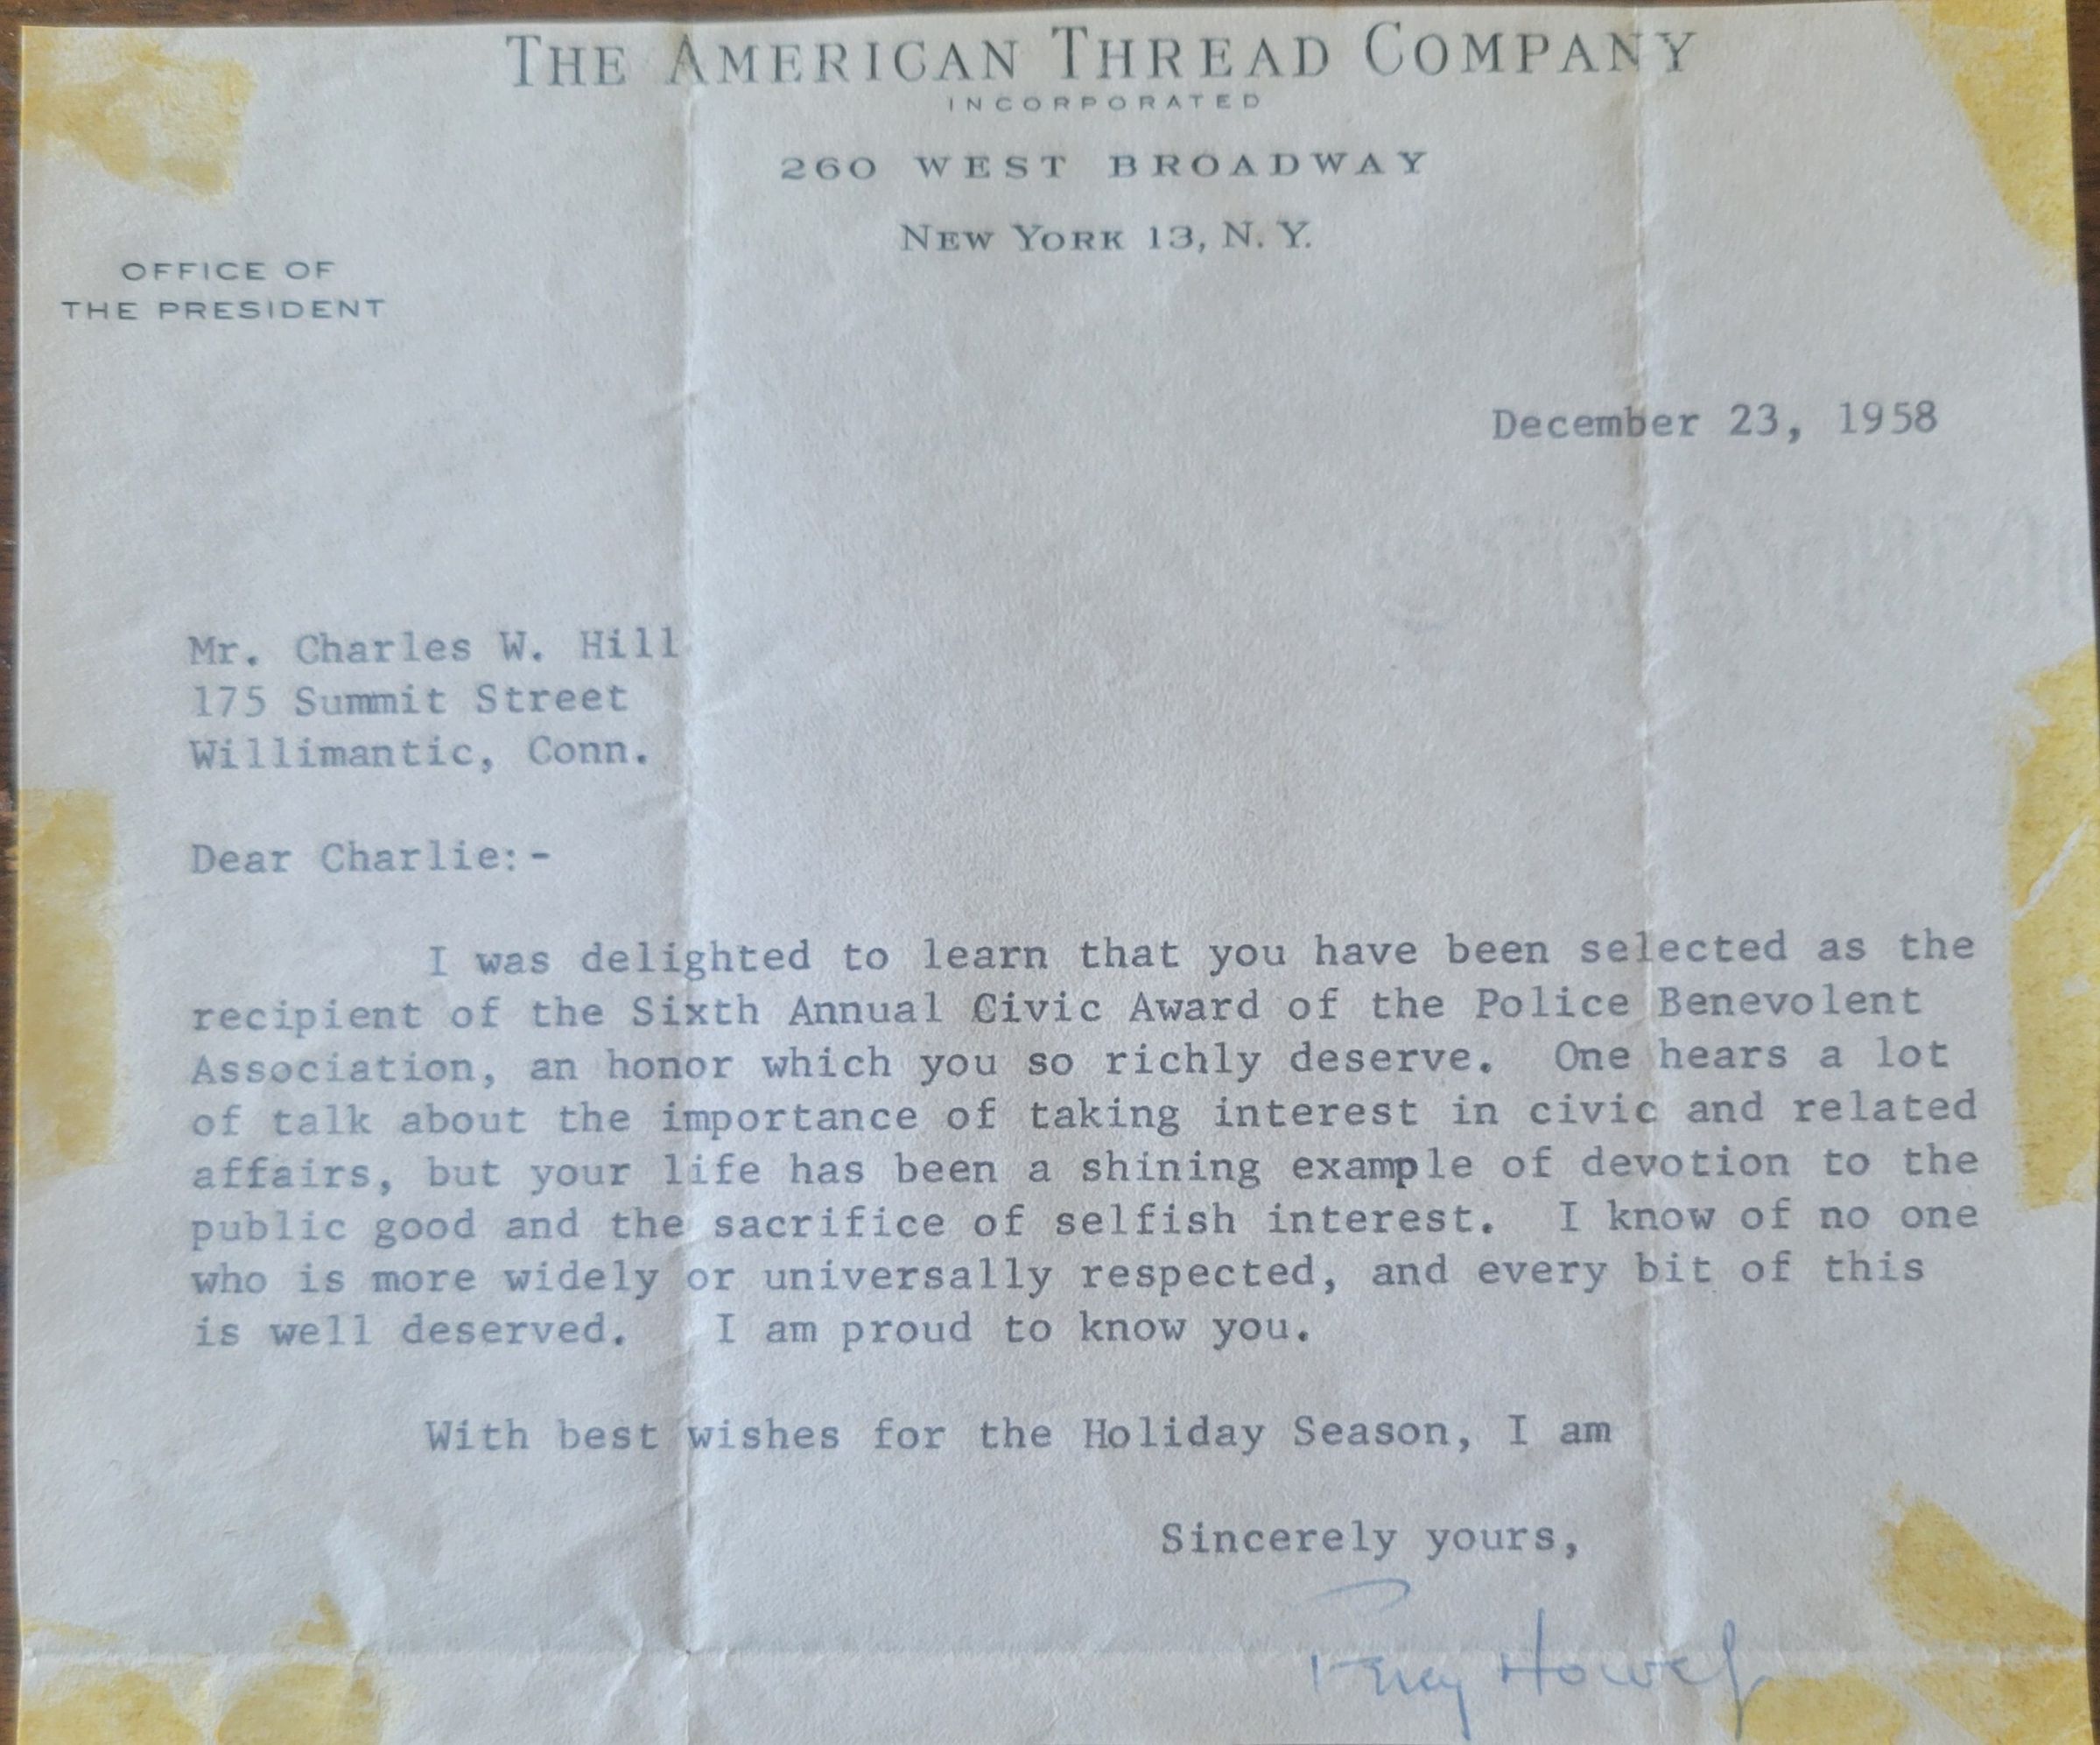 THE AMERICAN THREAD COMPANY
INCORPORATED
260 WEST BROADWAY
NEW YORK 13, N. Y.
OFFICE OF
THE PRESIDENT
December 23, 1958
Mr. Charles W. Hill
175 Summit Street
Willimantic, Conn.
Dear Charlie:-
I was delighted to learn that you have been selected as the
recipient of the Sixth Annual Civic Award of the Police Benevolent
Association, an honor which you so richly deserve. One hears a lot
of talk about the importance of taking interest in civic and related
affairs, but your life has been a shining example of devotion to the
public good and the sacrifice of selfish interest. I know of no one
who is more widely or universally respected, and every bit of this
is well deserved. I am proud to know you.
With best wishes for the Holiday Season, I am
Sincerely yours,